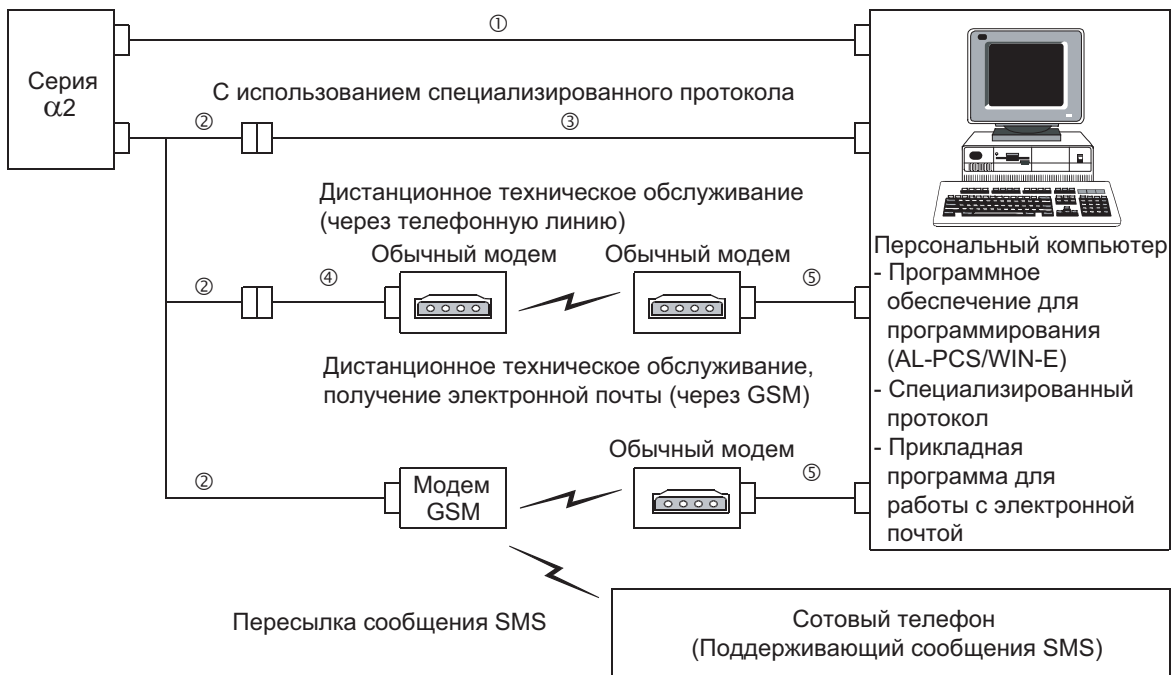 ①
Серия
α2
С использованием специализированного протокола
②
③
Дистанционное техническое обслуживание
(через телефонную линию)
Обычный модем
Обычный модем
②
④
⑤
Дистанционное техническое обслуживание,
получение электронной почты (через GSM)
Обычный модем
②
Модем
GSM
⑤
Персональный компьютер
- Программное
обеспечение для
программирования
(AL-PCS/WIN-E)
- Специализированный
протокол
- Прикладная
программа для
работы с электронной
почтой
Пересылка сообщения SMS
Сотовый телефон
(Поддерживающий сообщения SMS)